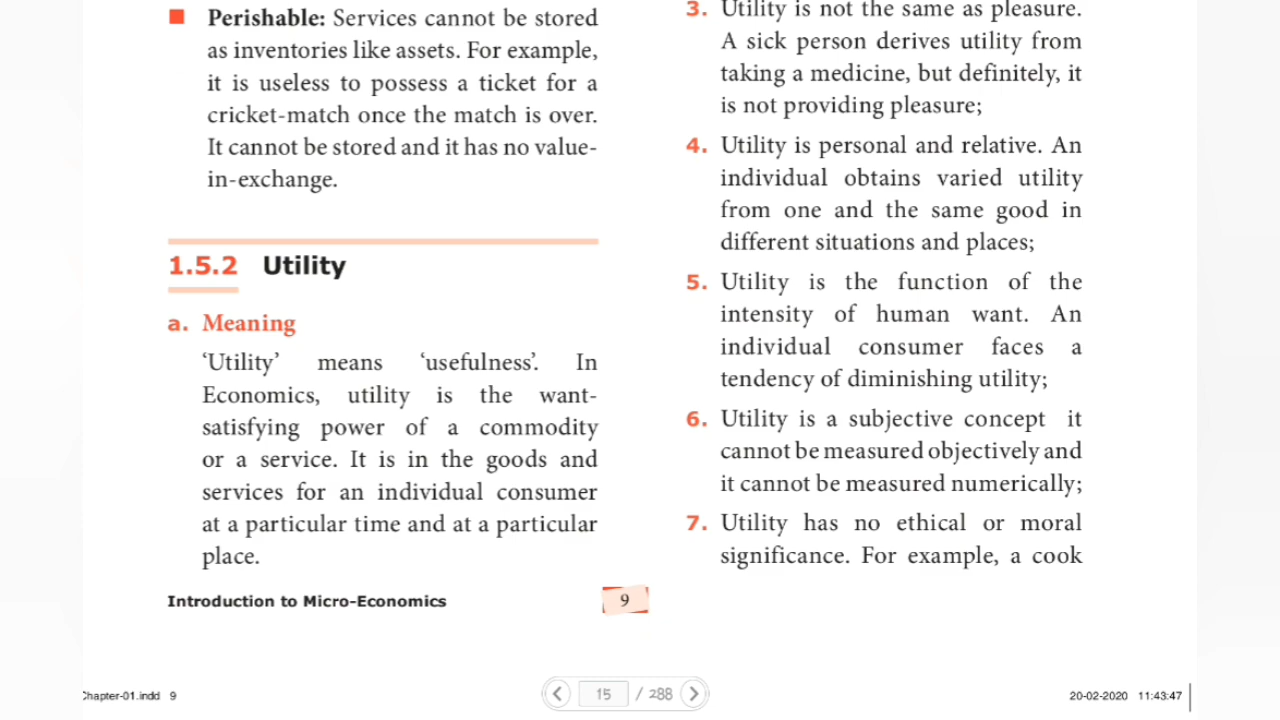 ■ Perishable: Services cannot be stored
as inventories like assets. For example,
it is useless to possess a ticket for a
cricket-match once the match is over.
It cannot be stored and it has no value-
in-exchange.
1.5.2 Utility
a. Meaning
‘Utility’ means ‘usefulness’. In
Economics, utility is the want-
satisfying power of a commodity
or a service. It is in the goods and
services for an individual consumer
at a particular time and at a particular
place.
3. Utility is not the same as pleasure.
A sick person derives utility from
taking a medicine, but definitely, it
is not providing pleasure;
4. Utility is personal and relative. An
individual obtains varied utility
from one and the same good in
different situations and places;
5. Utility is the function of the
intensity of human want. An
individual consumer faces a
tendency of diminishing utility;
6. Utility is a subjective concept it
cannot be measured objectively and
it cannot be measured numerically;
7. Utility has no ethical or moral
significance. For example, a cook
Introduction to Micro-Economics 9
Chapter-01.indd 9
15 / 288
20-02-2020 11:43:47